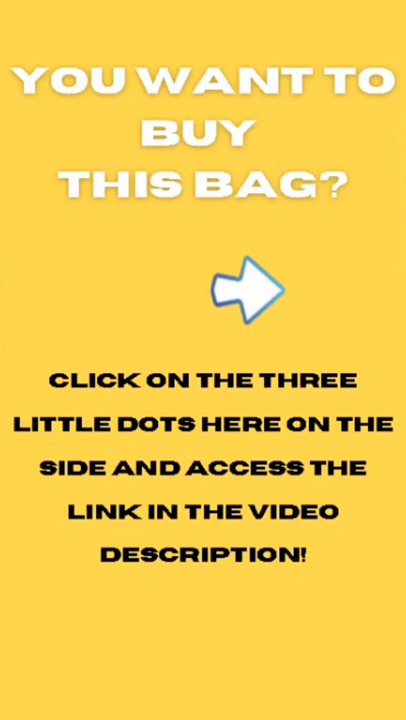 YOU WANT TO
BUY
THIS BAG?
CLICK ON THE THREE
LITTLE DOTS HERE ON THE
SIDE AND ACCESS THE
LINK IN THE VIDEO
DESCRIPTION!